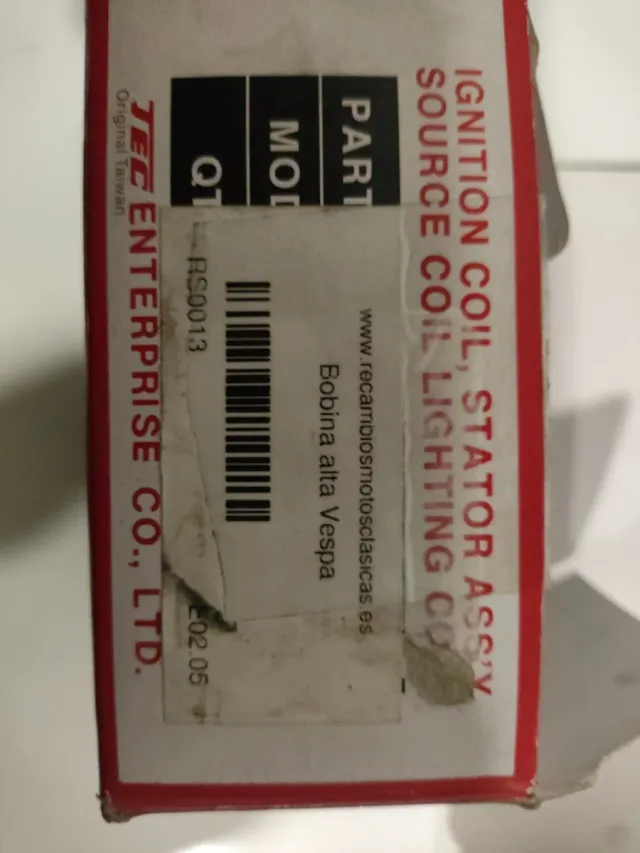 IGNITION COIL, STATOR ASS'Y
SOURCE COIL LIGHTING CO
PART
MOD
QT
www.recambiosmotosclasicas.es
Bobina alta Vespa
RS0013
E02.05
TEC ENTERPRISE CO., LTD.
Original Taiwan